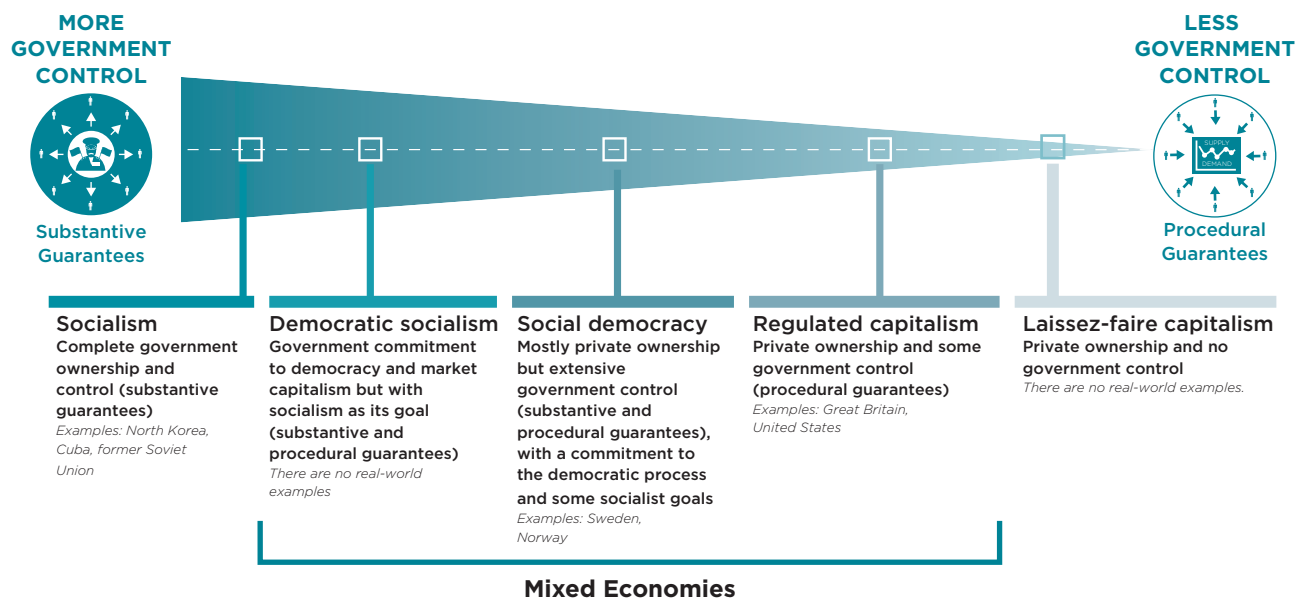 MORE
GOVERNMENT
CONTROL
Substantive
Guarantees
LESS
GOVERNMENT
CONTROL
SUPPLY
DEMAND
Procedural
Guarantees
Socialism
Complete government
ownership and
control (substantive
guarantees)
Examples: North Korea,
Cuba, former Soviet
Union
Democratic socialism
Government commitment
to democracy and market
capitalism but with
socialism as its goal
(substantive and
procedural guarantees)
There are no real-world
examples
Social democracy
Mostly private ownership
but extensive
government control
(substantive and
procedural guarantees),
with a commitment to
the democratic process
and some socialist goals
Examples: Sweden,
Norway
Regulated capitalism
Private ownership and some
government control
(procedural guarantees)
Examples: Great Britain,
United States
Laissez-faire capitalism
Private ownership and no
government control
There are no real-world examples.
Mixed Economies